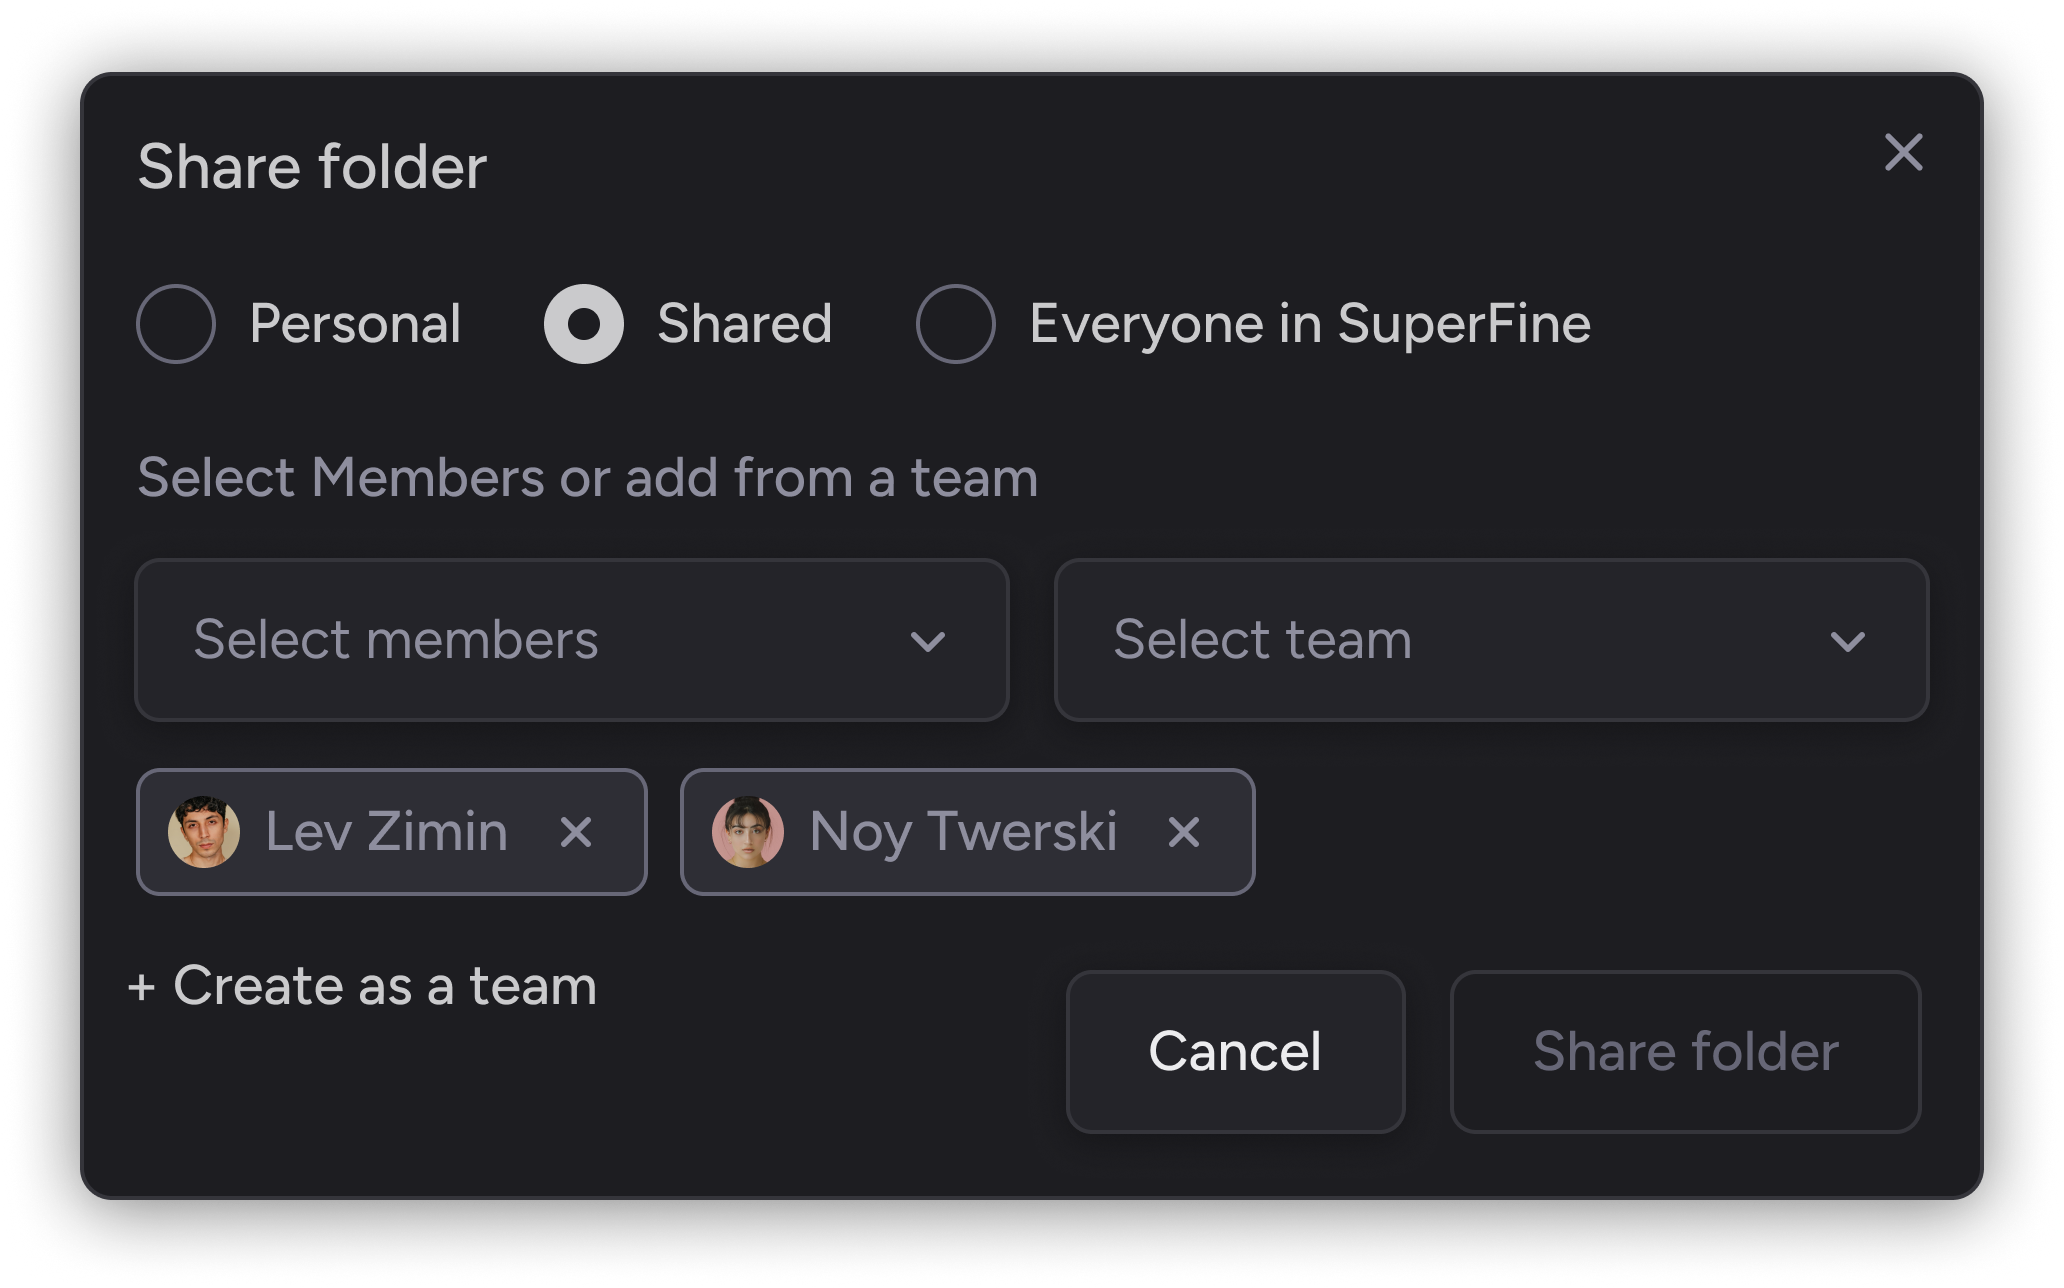 Share folder
Personal
Shared
Everyone in SuperFine
Select Members or add from a team
Select members
Select team
Lev Zimin
Noy Twerski
+ Create as a team
Cancel
Share folder